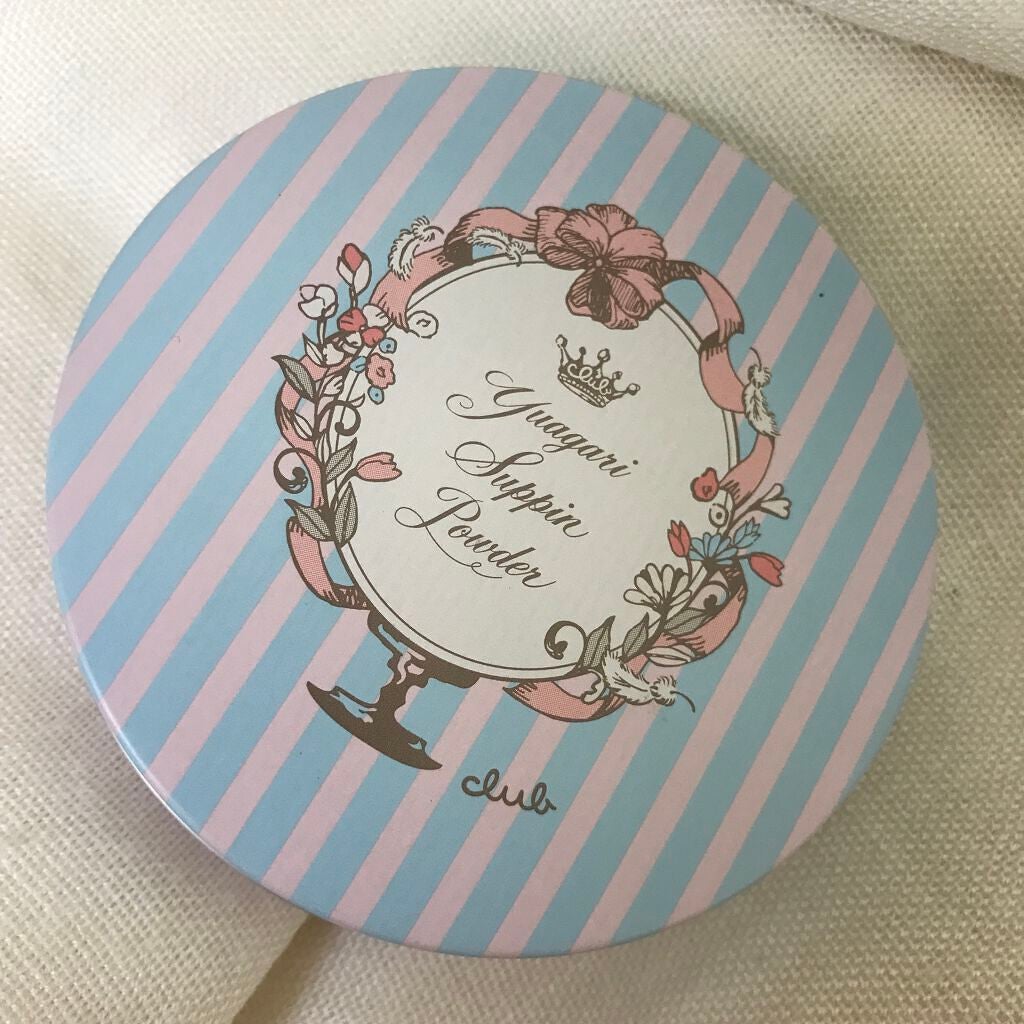 Yuagari
Suppin
Powder
club